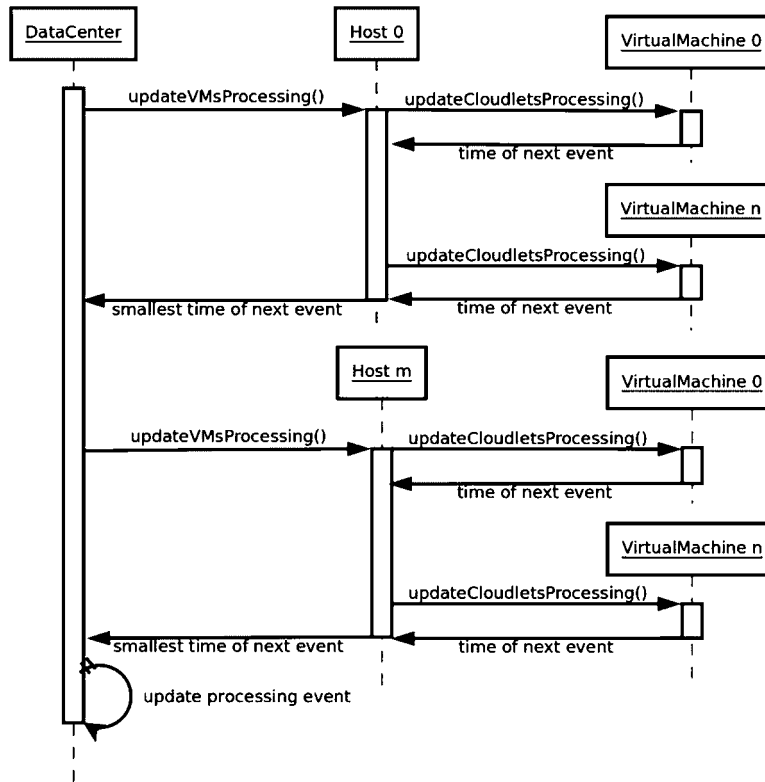 DataCenter
Host 0
VirtualMachine 0
updateVMsProcessing()
updateCloudletsProcessing()
time of next event
VirtualMachine n
updateCloudletsProcessing()
smallest time of next event
time of next event
Host m
VirtualMachine 0
updateVMsProcessing()
updateCloudletsProcessing()
time of next event
VirtualMachine n
updateCloudletsProcessing()
smallest time of next event
time of next event
update processing event